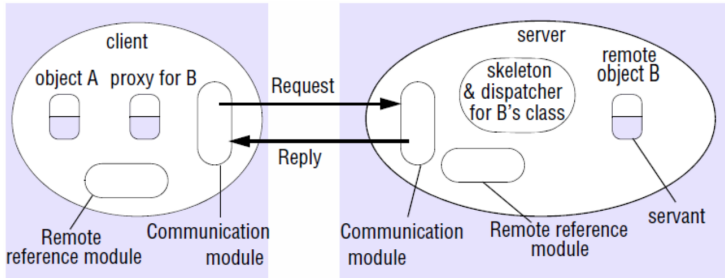 client
object A
proxy for B
Request
Reply
Remote
reference module
Communication
module
server
skeleton
& dispatcher
for B's class
remote
object B
Communication
module
Remote reference
module
servant